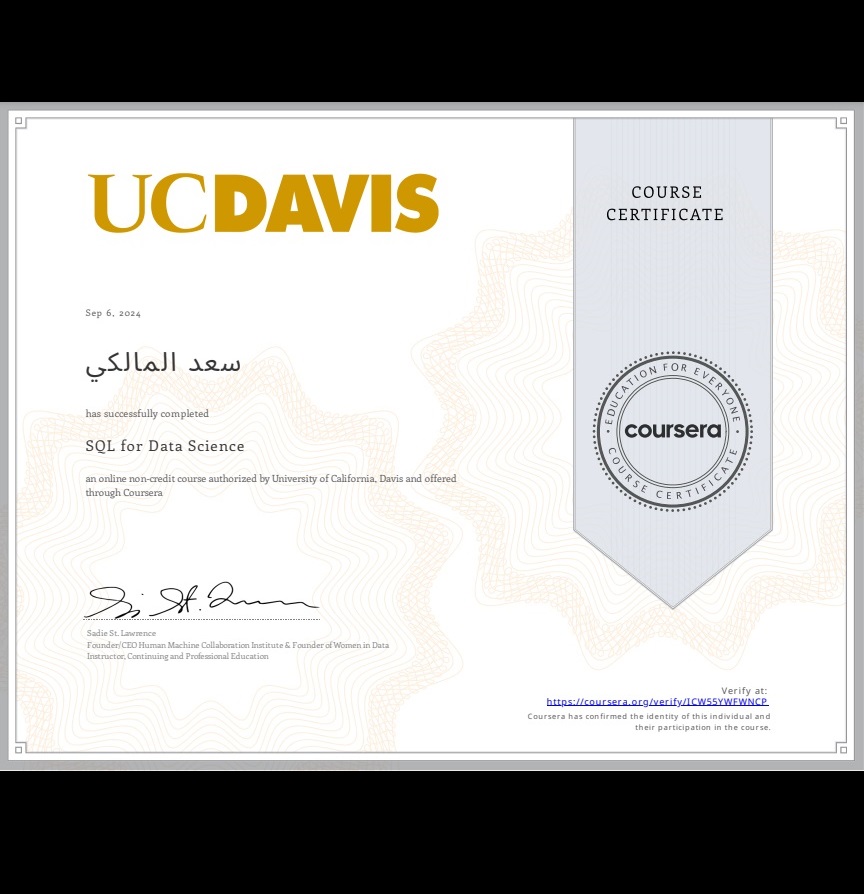 UCDAVIS
COURSE
CERTIFICATE
Sep 6, 2024
سعد المالكي
has successfully completed
SQL for Data Science
an online non-credit course authorized by University of California, Davis and offered
through Coursera
EDUCATION FOR EVERYONE
coursera
COURSE CERTIFICATE
Sadie St. Lawrence
Founder/CEO Human Machine Collaboration Institute & Founder of Women in Data
Instructor, Continuing and Professional Education
Verify at:
https://coursera.org/verify/ICW55YWFWNCP
Coursera has confirmed the identity of this individual and
their participation in the course.